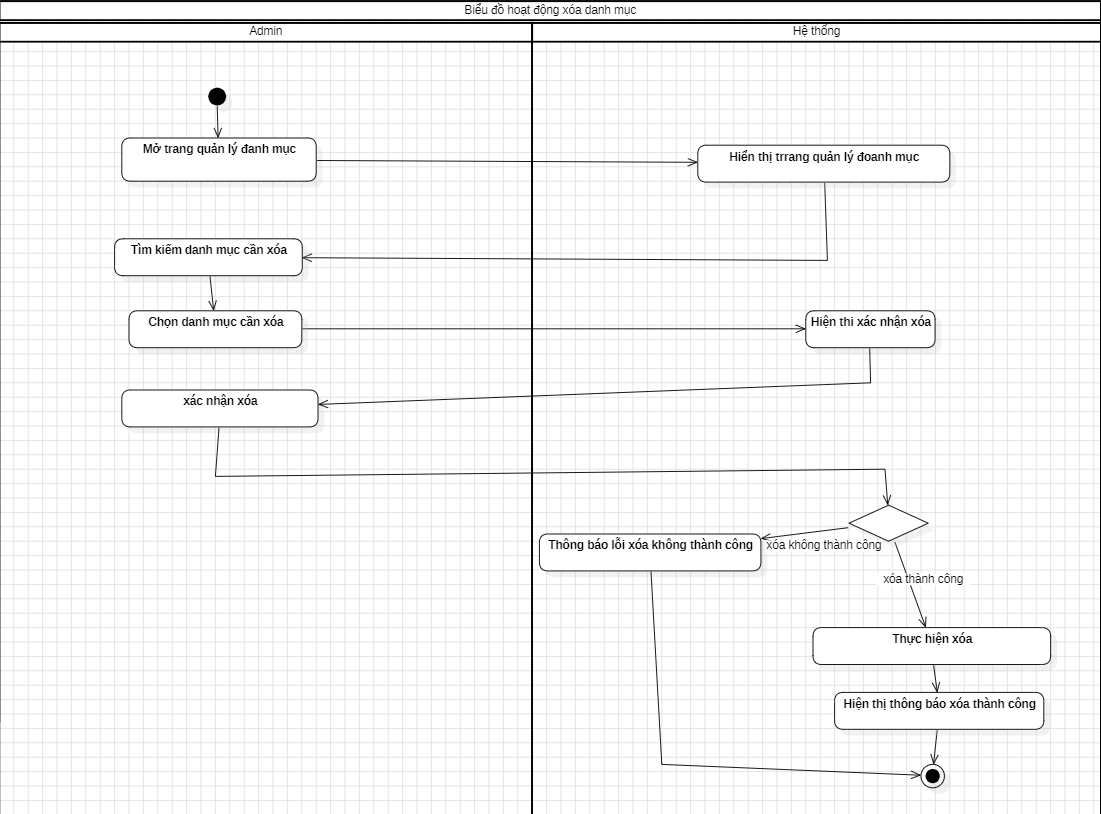 Biểu đồ hoạt động xóa danh mục
Admin
Hệ thống
Mở trang quản lý đanh mục
Hiển thị trrang quản lý đoanh mục
Tìm kiếm danh mục cần xóa
Chọn danh mục cần xóa
Hiện thi xác nhận xóa
xác nhận xóa
Thông báo lỗi xóa không thành công
xóa không thành công
xóa thành công
Thực hiện xóa
Hiện thị thông báo xóa thành công